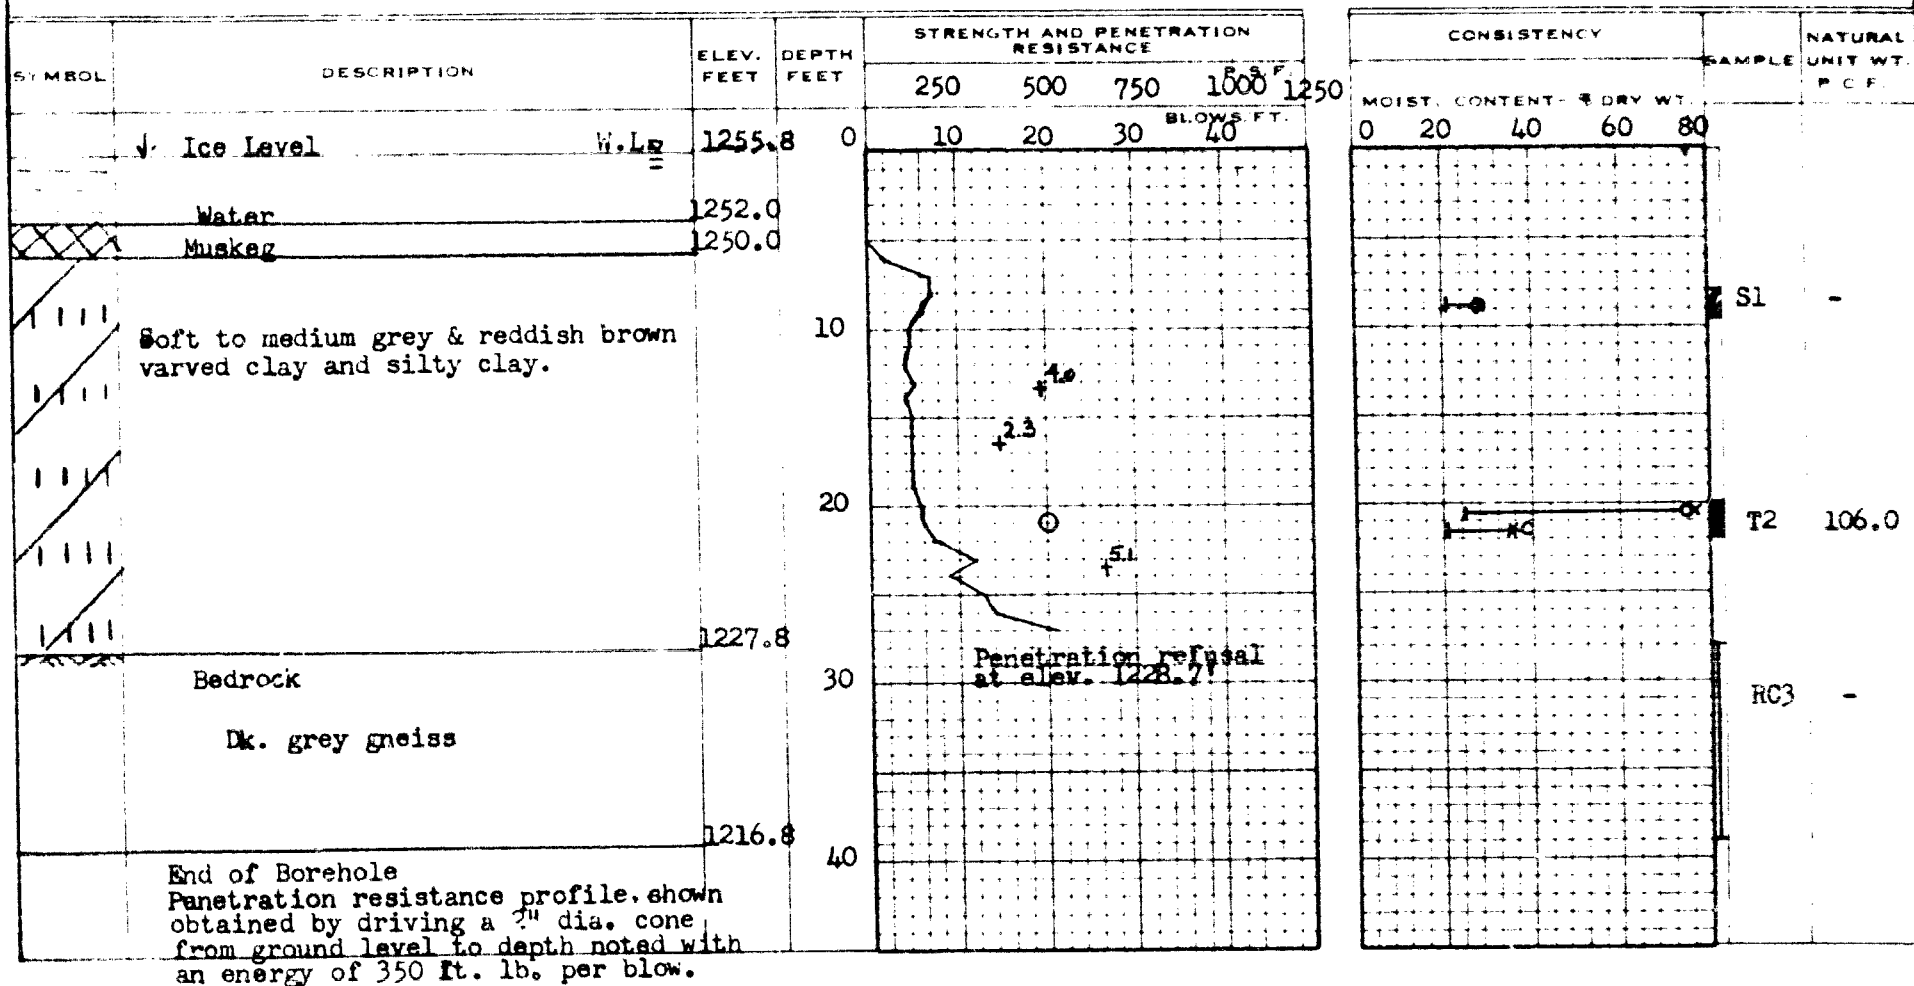 SYMBOL
DESCRIPTION
ELEV. FEET
DEPTH FEET
STRENGTH AND PENETRATION RESISTANCE
P.S.F.
250 500 750 1000 1250
BLOWS/FT.
10 20 30 40
CONSISTENCY
MOIST. CONTENT - % DRY WT.
0 20 40 60 80
SAMPLE
NATURAL UNIT WT. P.C.F.
Ice Level W.L. 1255.8 0
Water 1252.0
Muskeg 1250.0
S1 -
10
Soft to medium grey & reddish brown
varved clay and silty clay.
4.0
2.3
20
T2 106.0
5.1
1227.8
Penetration refusal
at elev. 1228.7'
Bedrock
30
RC3 -
Dk. grey gneiss
1216.8
40
End of Borehole
Penetration resistance profile shown
obtained by driving a 2" dia. cone
from ground level to depth noted with
an energy of 350 ft. lb. per blow.